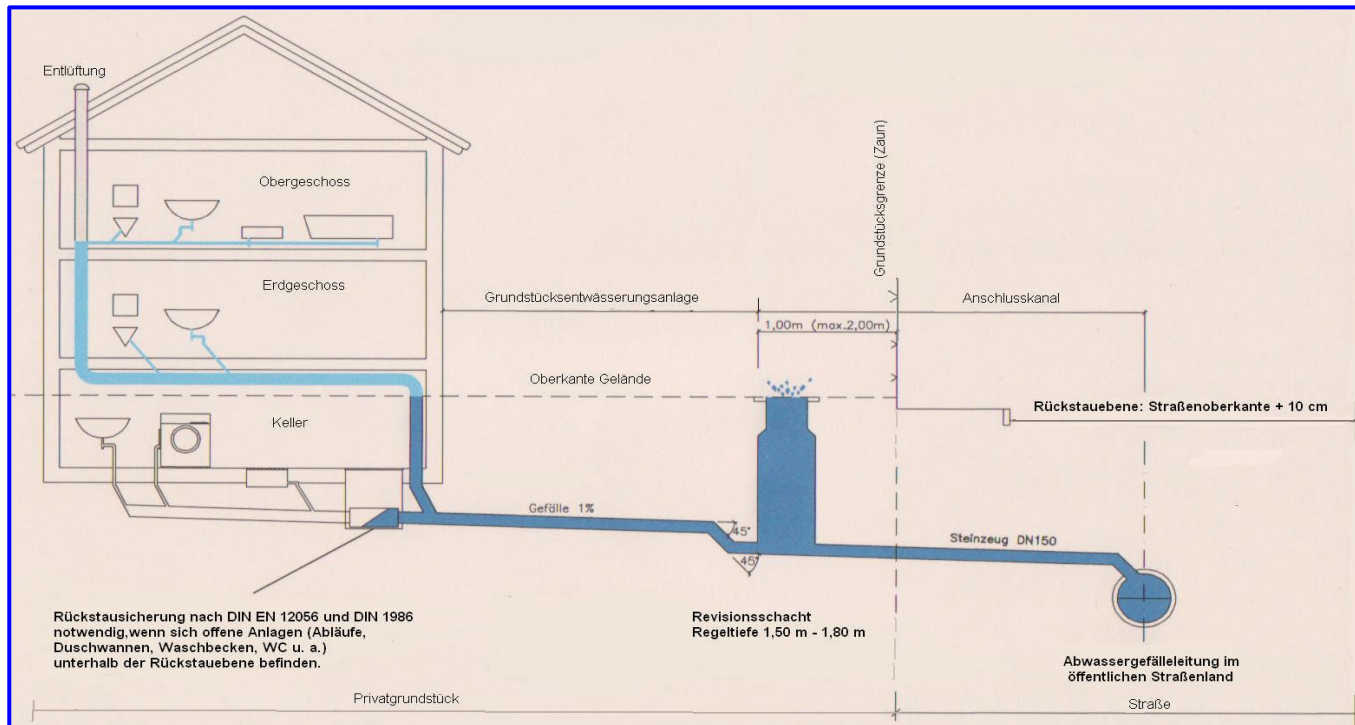 Entlüftung
Obergeschoss
Erdgeschoss
Grundstücksentwässerungsanlage
Grundstücksgrenze (Zaun)
Anschlusskanal
1,00m (max.2,00m)
Oberkante Gelände
Rückstauebene: Straßenoberkante + 10 cm
Keller
Gefälle 1%
45°
45°
Steinzeug DN150
Rückstausicherung nach DIN EN 12056 und DIN 1986
notwendig,wenn sich offene Anlagen (Abläufe,
Duschwannen, Waschbecken, WC u. a.)
unterhalb der Rückstauebene befinden.
Revisionsschacht
Regeltiefe 1,50 m - 1,80 m
Abwassergefälleleitung im
öffentlichen Straßenland
Privatgrundstück
Straße